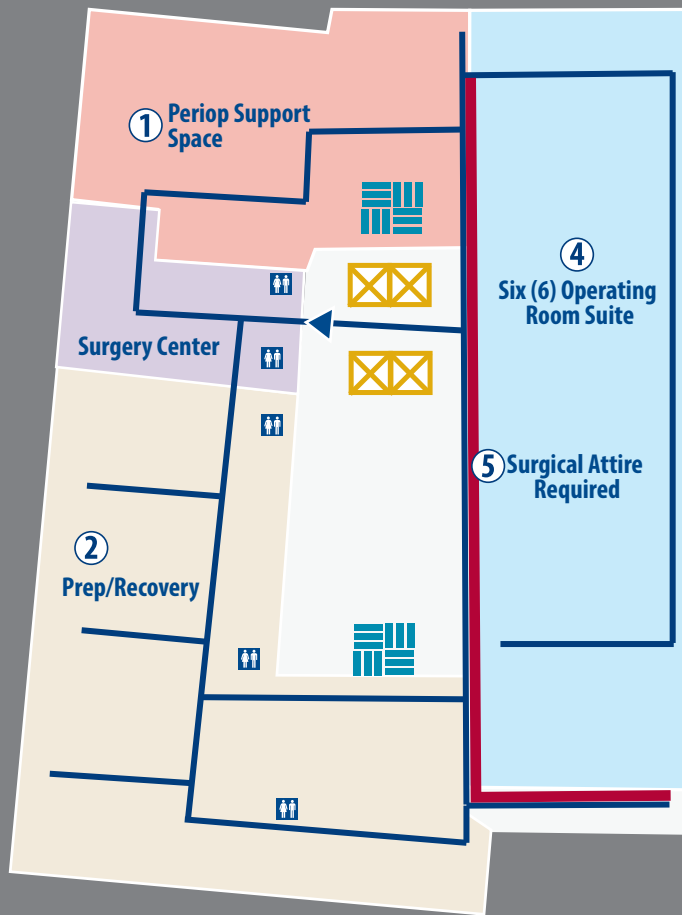 1 Periop Support
Space
4
Six (6) Operating
Room Suite
Surgery Center
5 Surgical Attire
Required
2
Prep/Recovery